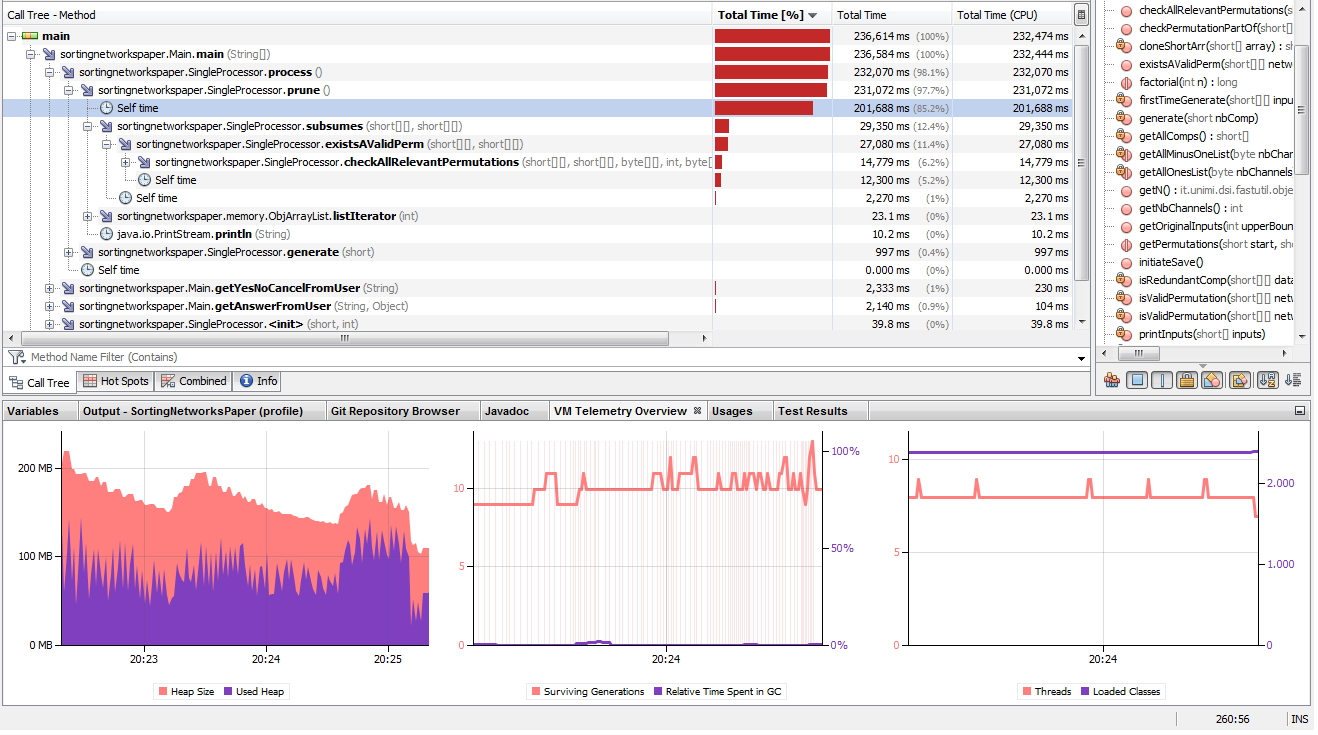 Call Tree - Method Total Time [%] Total Time Total Time (CPU)
main 236,614 ms (100%) 232,474 ms
sortingnetworkspaper.Main.main (String[]) 236,584 ms (100%) 232,444 ms
sortingnetworkspaper.SingleProcessor.process () 232,070 ms (98.1%) 232,070 ms
sortingnetworkspaper.SingleProcessor.prune () 231,072 ms (97.7%) 231,072 ms
Self time 201,688 ms (85.2%) 201,688 ms
sortingnetworkspaper.SingleProcessor.subsumes (short[][], short[][]) 29,350 ms (12.4%) 29,350 ms
sortingnetworkspaper.SingleProcessor.existsAValidPerm (short[][], short[][]) 27,080 ms (11.4%) 27,080 ms
sortingnetworkspaper.SingleProcessor.checkAllRelevantPermutations (short[][], short[][], byte[][], int, byte[ 14,779 ms (6.2%) 14,779 ms
Self time 12,300 ms (5.2%) 12,300 ms
Self time 2,270 ms (1%) 2,270 ms
sortingnetworkspaper.memory.ObjArrayList.listIterator (int) 23.1 ms (0%) 23.1 ms
java.io.PrintStream.println (String) 10.2 ms (0%) 10.2 ms
sortingnetworkspaper.SingleProcessor.generate (short) 997 ms (0.4%) 997 ms
Self time 0.000 ms (0%) 0.000 ms
sortingnetworkspaper.Main.getYesNoCancelFromUser (String) 2,333 ms (1%) 230 ms
sortingnetworkspaper.Main.getAnswerFromUser (String, Object) 2,140 ms (0.9%) 104 ms
sortingnetworkspaper.SingleProcessor.<init> (short, int) 39.8 ms (0%) 39.8 ms
Method Name Filter (Contains)
Call Tree Hot Spots Combined Info
checkAllRelevantPermutations(s
checkPermutationPartOf(short[]
cloneShortArr(short[] array) : sh
existsAValidPerm(short[][] netw
factorial(int n) : long
firstTimeGenerate(short[][] inpu
generate(short nbComp)
getAllComps() : short[]
getAllMinusOneList(byte nbChan
getAllOnesList(byte nbChannels
getN() : it.unimi.dsi.fastutil.obje
getNbChannels() : int
getOriginalInputs(int upperBoun
getPermutations(short start, sh
initiateSave()
isRedundantComp(short[][] data
isValidPermutation(short[][] netw
isValidPermutation(short[][] netw
printInputs(short[] inputs)
Variables Output - SortingNetworksPaper (profile) Git Repository Browser Javadoc VM Telemetry Overview Usages Test Results
200 MB
100 MB
0 MB
20:23 20:24 20:25
Heap Size Used Heap
10
5
0
100%
50%
0%
20:24
Surviving Generations Relative Time Spent in GC
10
5
0
2.000
1.000
0
20:24
Threads Loaded Classes
260:56 INS